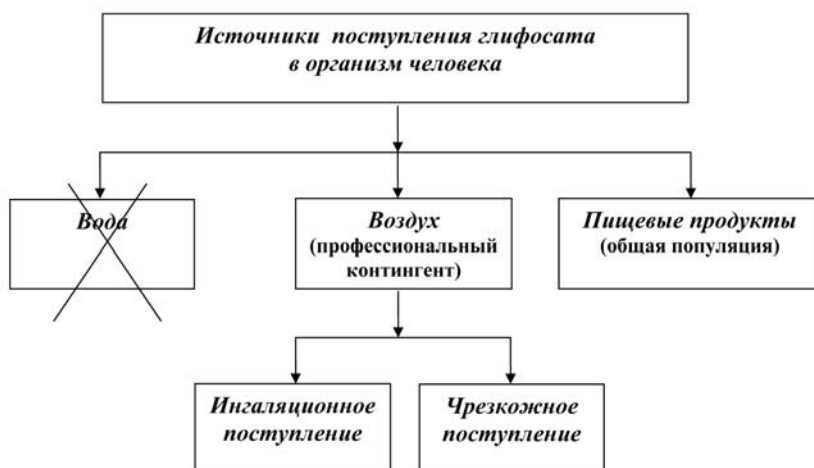 Источники поступления глифосата
в организм человека
Вода
Воздух
(профессиональный
контингент)
Пищевые продукты
(общая популяция)
Ингаляционное
поступление
Чрезкожное
поступление